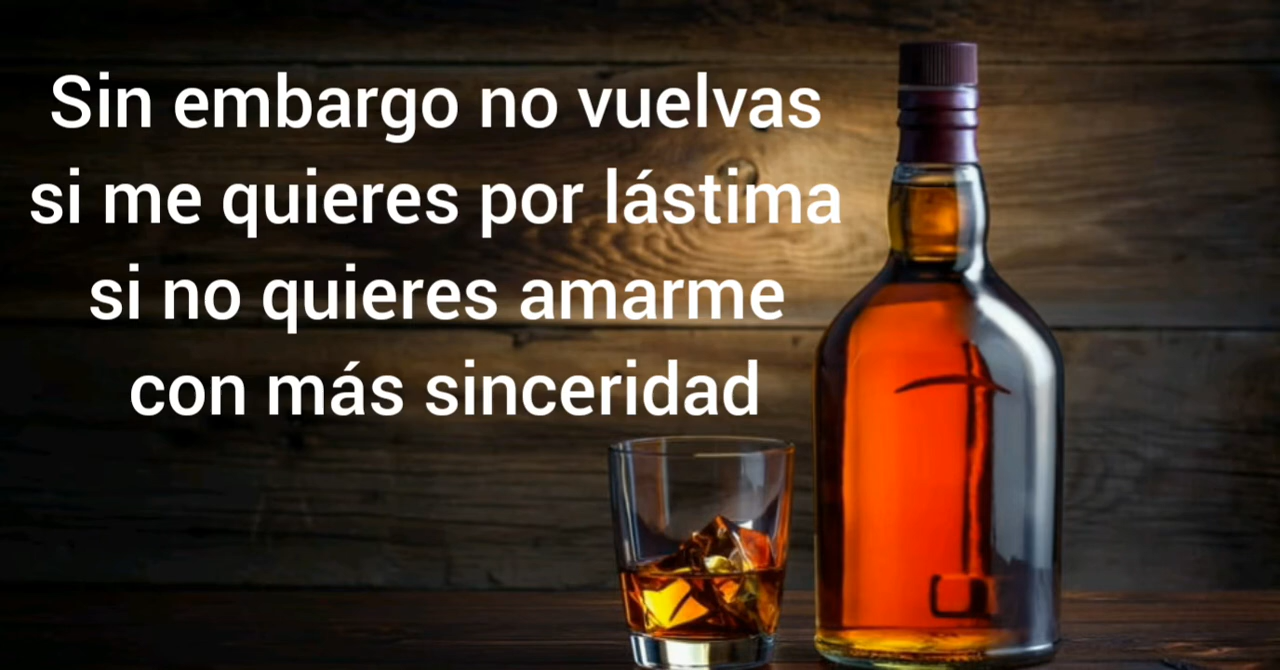 Sin embargo no vuelvas
si me quieres por lástima
si no quieres amarme
con más sinceridad